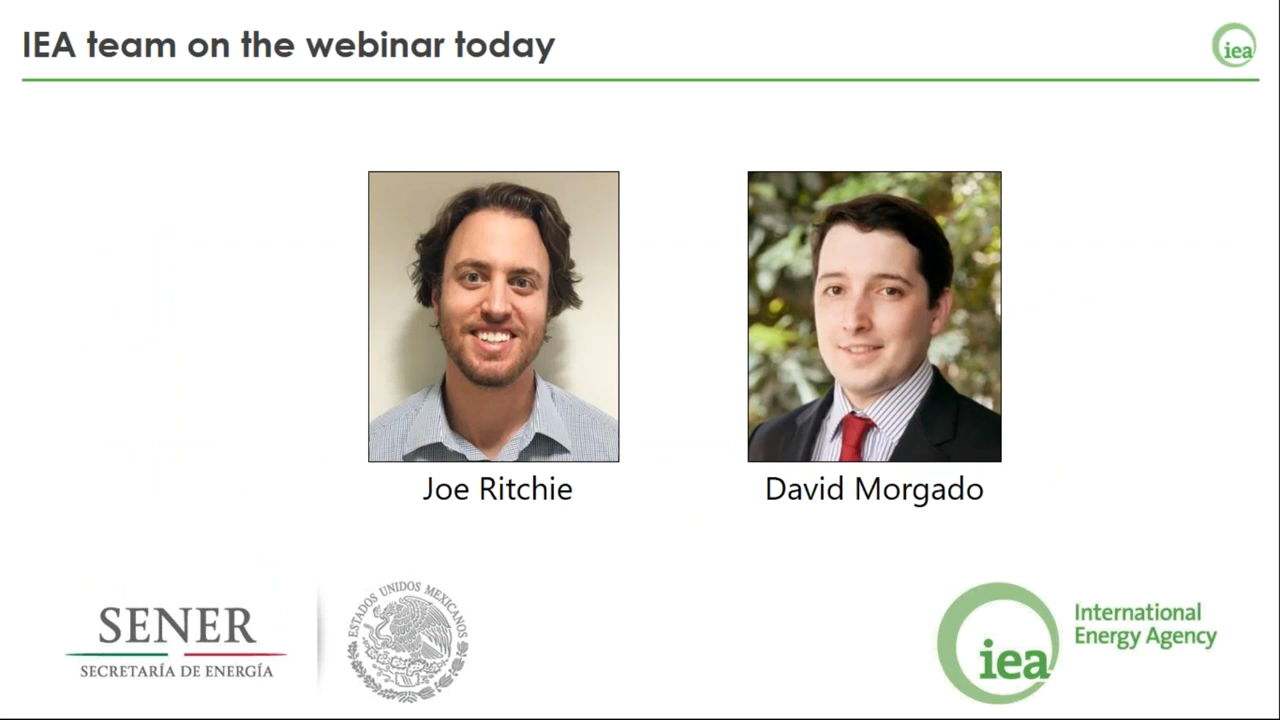 IEA team on the webinar today
iea
Joe Ritchie
David Morgado
SENER
SECRETARÍA DE ENERGÍA
ESTADOS UNIDOS MEXICANOS
iea
International
Energy Agency